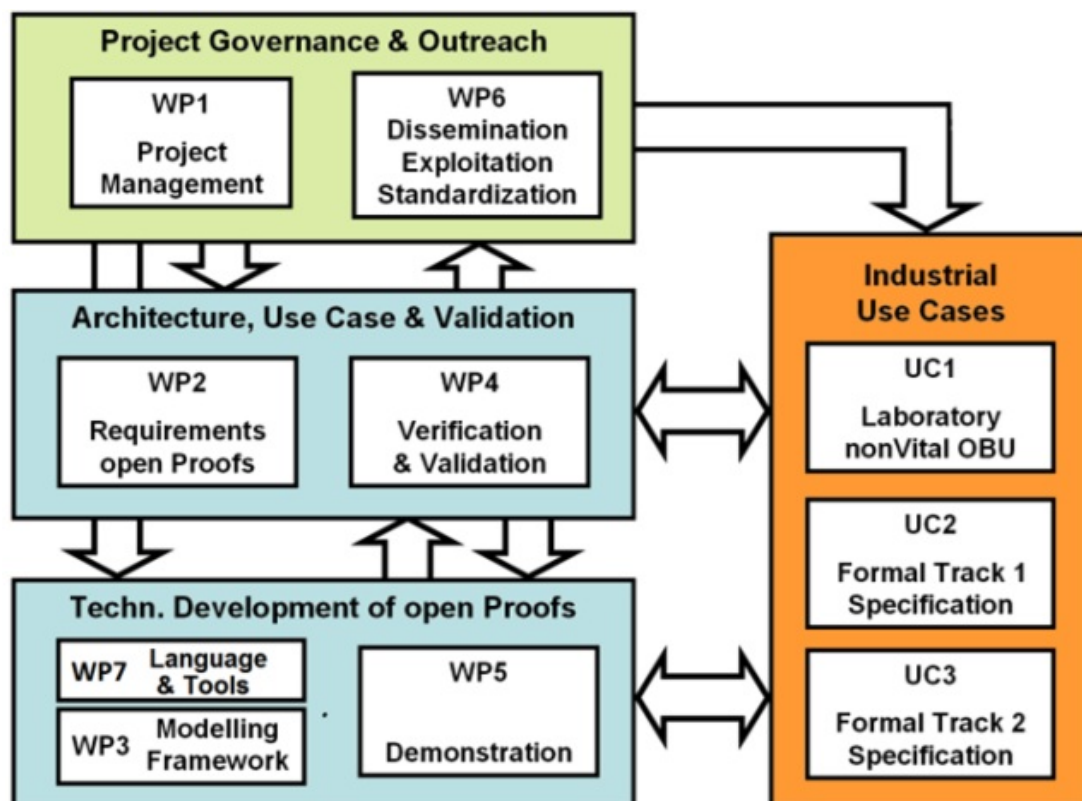 Project Governance & Outreach
WP1
Project
Management
WP6
Dissemination
Exploitation
Standardization
Architecture, Use Case & Validation
WP2
Requirements
open Proofs
WP4
Verification
& Validation
Techn. Development of open Proofs
WP7 Language
& Tools
WP3 Modelling
Framework
WP5
Demonstration
Industrial
Use Cases
UC1
Laboratory
nonVital OBU
UC2
Formal Track 1
Specification
UC3
Formal Track 2
Specification